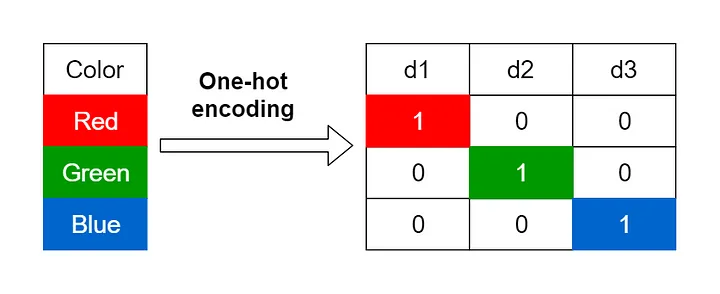 Color
Red
Green
Blue
One-hot
encoding
d1 d2 d3
1 0 0
0 1 0
0 0 1